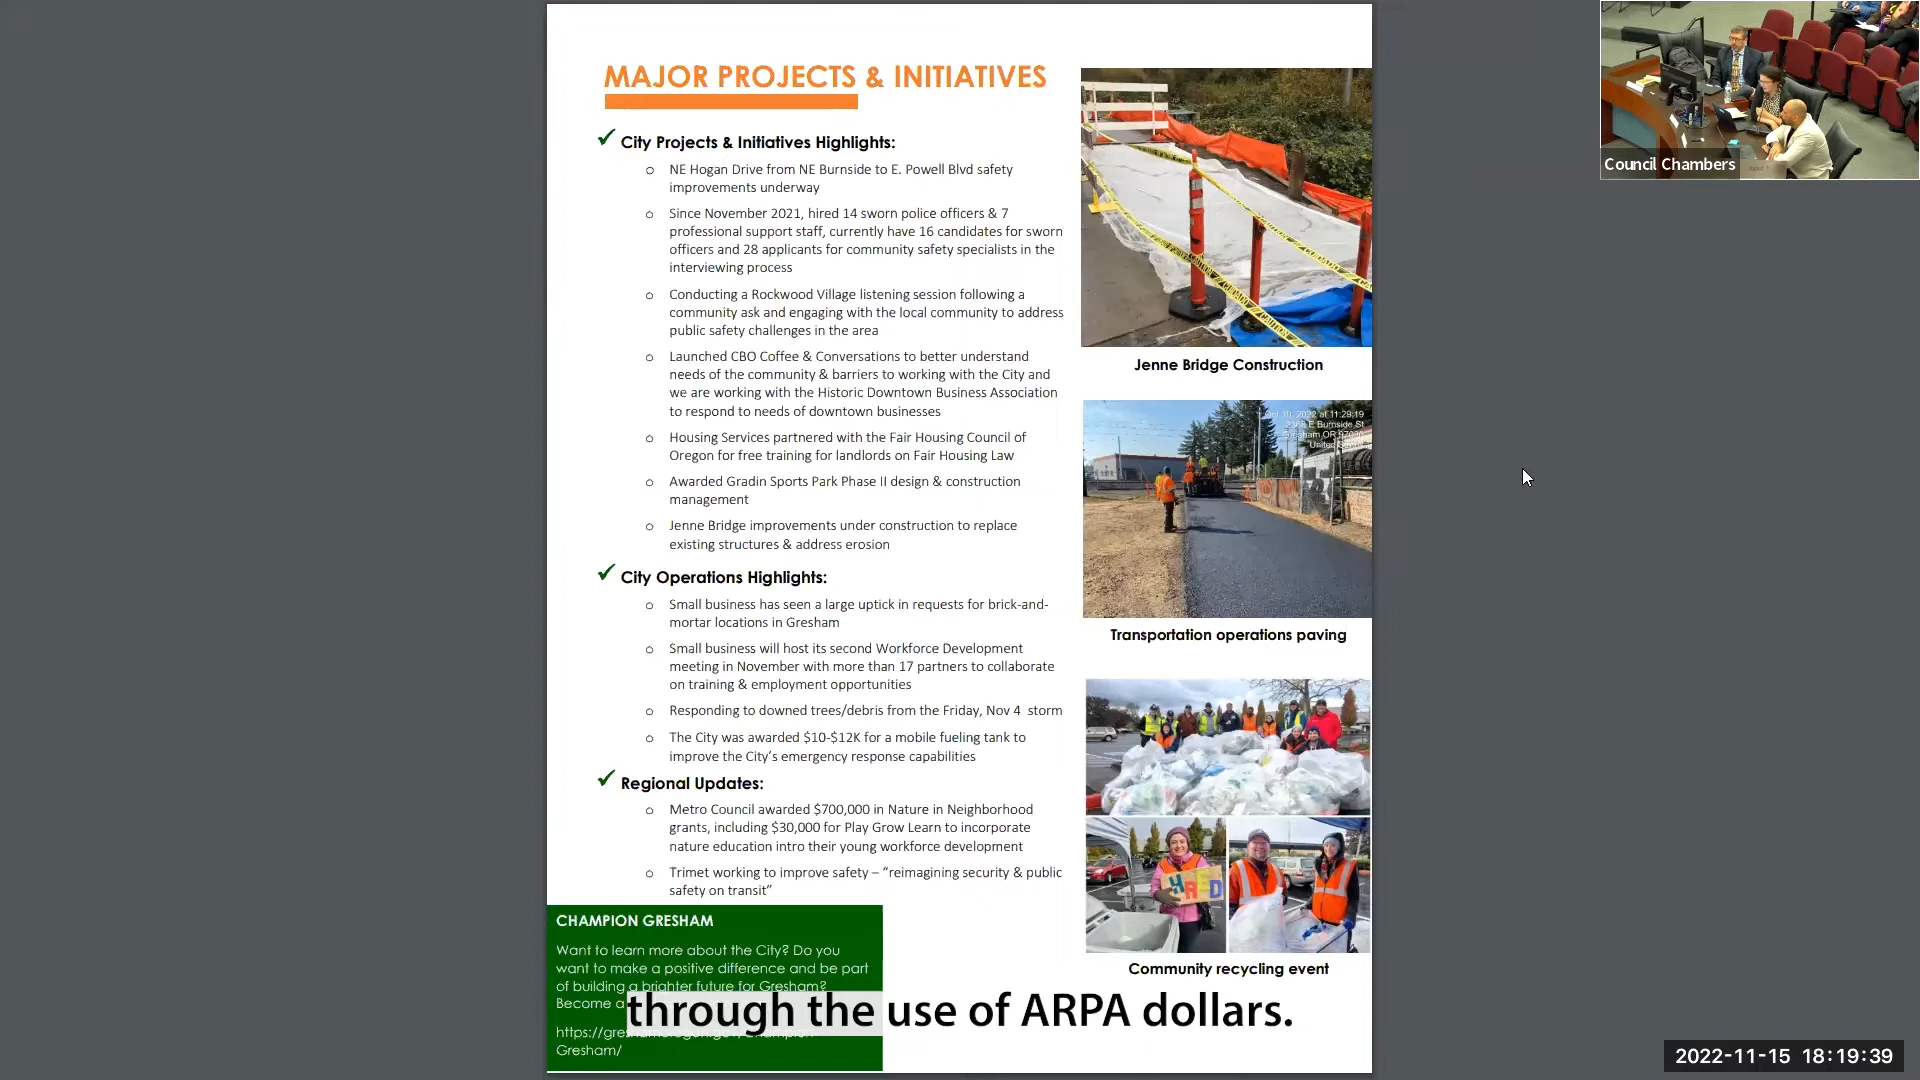 MAJOR PROJECTS & INITIATIVES
City Projects & Initiatives Highlights:
NE Hogan Drive from NE Burnside to E. Powell Blvd safety
improvements underway
Since November 2021, hired 14 sworn police officers & 7
professional support staff, currently have 16 candidates for sworn
officers and 28 applicants for community safety specialists in the
interviewing process
Conducting a Rockwood Village listening session following a
community ask and engaging with the local community to address
public safety challenges in the area
Launched CBO Coffee & Conversations to better understand
needs of the community & barriers to working with the City and
we are working with the Historic Downtown Business Association
to respond to needs of downtown businesses
Housing Services partnered with the Fair Housing Council of
Oregon for free training for landlords on Fair Housing Law
Awarded Gradin Sports Park Phase II design & construction
management
Jenne Bridge improvements under construction to replace
existing structures & address erosion
City Operations Highlights:
Small business has seen a large uptick in requests for brick-and-
mortar locations in Gresham
Small business will host its second Workforce Development
meeting in November with more than 17 partners to collaborate
on training & employment opportunities
Responding to downed trees/debris from the Friday, Nov 4 storm
The City was awarded $10-$12K for a mobile fueling tank to
improve the City's emergency response capabilities
Regional Updates:
Metro Council awarded $700,000 in Nature in Neighborhood
grants, including $30,000 for Play Grow Learn to incorporate
nature education intro their young workforce development
Trimet working to improve safety – "reimagining security & public
safety on transit"
CHAMPION GRESHAM
Want to learn more about the City? Do you
want to make a positive difference and be part
of building a brighter future for Gresham?
Become a
Gresham/
CAUTION CAUTION
Jenne Bridge Construction
Oct 10, 2022 at 11:29:19
E Burnside St
Gresham OR
United
Transportation operations paving
Community recycling event
through the use of ARPA dollars.
Council Chambers
2022-11-15 18:19:39